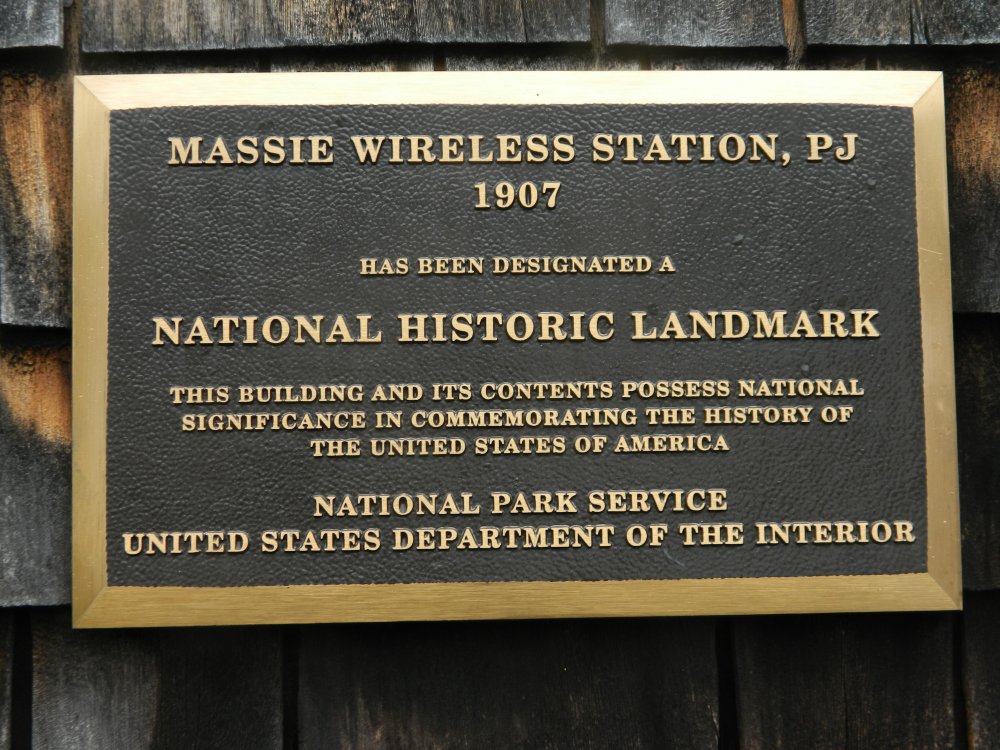 MASSIE WIRELESS STATION, PJ
1907
HAS BEEN DESIGNATED A
NATIONAL HISTORIC LANDMARK
THIS BUILDING AND ITS CONTENTS POSSESS NATIONAL
SIGNIFICANCE IN COMMEMORATING THE HISTORY OF
THE UNITED STATES OF AMERICA
NATIONAL PARK SERVICE
UNITED STATES DEPARTMENT OF THE INTERIOR